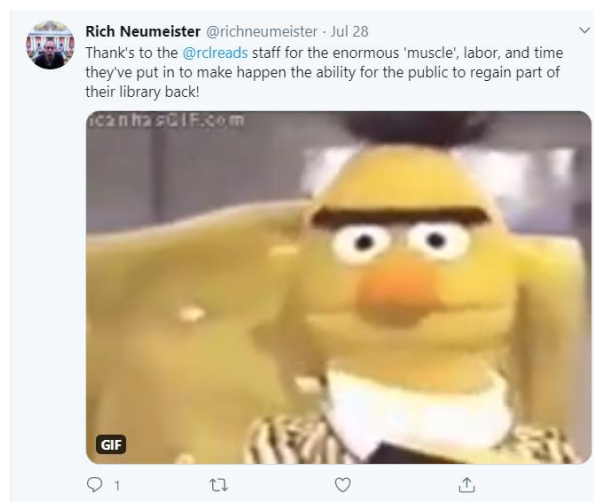 Rich Neumeister @richneumeister · Jul 28
Thank's to the @rclreads staff for the enormous 'muscle', labor, and time
they've put in to make happen the ability for the public to regain part of
their library back!
icanhasGIF.com
GIF
1